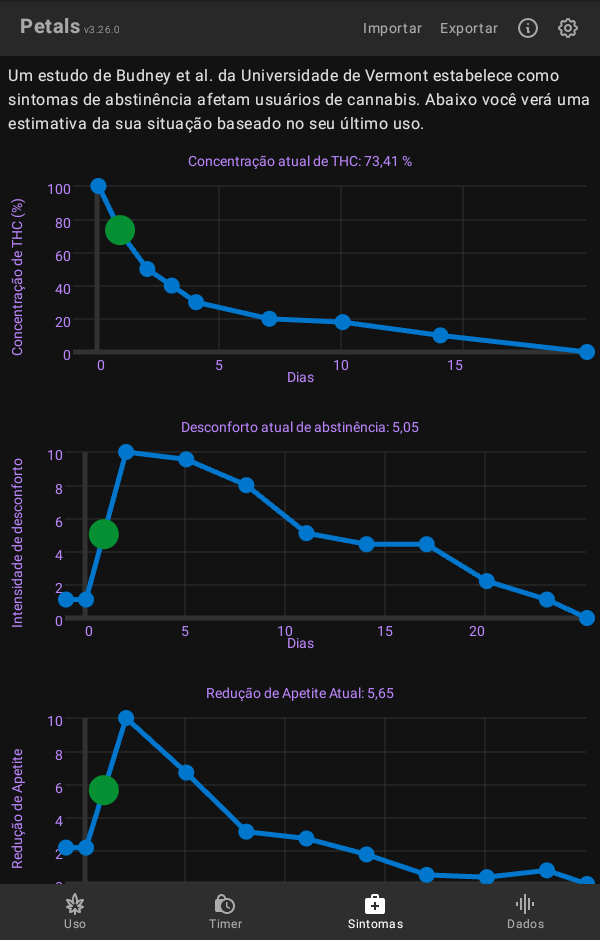 Petals v3.26.0
Importar
Exportar
Um estudo de Budney et al. da Universidade de Vermont estabelece como
sintomas de abstinência afetam usuários de cannabis. Abaixo você verá uma
estimativa da sua situação baseado no seu último uso.
Concentração atual de THC: 73,41 %
Concentração de THC (%)
100
80
60
40
20
0
0 5 10 15
Dias
Desconforto atual de abstinência: 5,05
Intensidade de desconforto
10
8
6
4
2
0
0 5 10 15 20
Dias
Redução de Apetite Atual: 5,65
Redução de Apetite
10
8
6
4
2
Uso
Timer
Sintomas
Dados